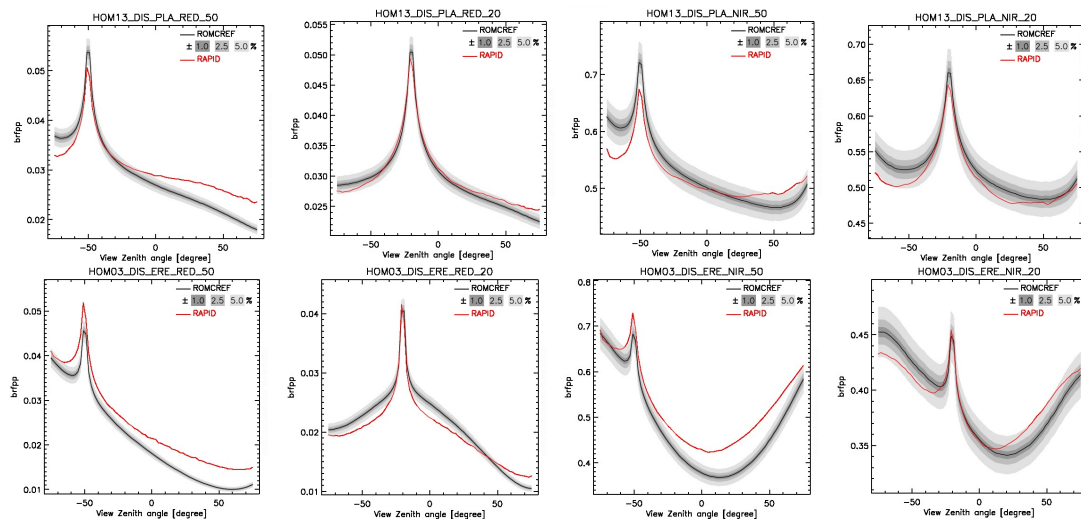 HOM13_DIS_PLA_RED_50
ROMCREF
± 1.0 2.5 5.0 %
RAPID
brfpp
0.05
0.04
0.03
0.02
−50 0 50
View Zenith angle [degree]
HOM13_DIS_PLA_RED_20
ROMCREF
± 1.0 2.5 5.0 %
RAPID
brfpp
0.055
0.050
0.045
0.040
0.035
0.030
0.025
−50 0 50
View Zenith angle [degree]
HOM13_DIS_PLA_NIR_50
ROMCREF
± 1.0 2.5 5.0 %
RAPID
brfpp
0.8
0.7
0.6
0.5
−50 0 50
View Zenith angle [degree]
HOM13_DIS_PLA_NIR_20
ROMCREF
± 1.0 2.5 5.0 %
RAPID
brfpp
0.70
0.65
0.60
0.55
0.50
0.45
−50 0 50
View Zenith angle [degree]
HOM03_DIS_ERE_RED_50
ROMCREF
± 1.0 2.5 5.0 %
RAPID
brfpp
0.05
0.04
0.03
0.02
0.01
−50 0 50
View Zenith angle [degree]
HOM03_DIS_ERE_RED_20
ROMCREF
± 1.0 2.5 5.0 %
RAPID
brfpp
0.04
0.03
0.02
0.01
−50 0 50
View Zenith angle [degree]
HOM03_DIS_ERE_NIR_50
ROMCREF
± 1.0 2.5 5.0 %
RAPID
brfpp
0.8
0.7
0.6
0.5
0.4
−50 0 50
View Zenith angle [degree]
HOM03_DIS_ERE_NIR_20
ROMCREF
± 1.0 2.5 5.0 %
RAPID
brfpp
0.45
0.40
0.35
−50 0 50
View Zenith angle [degree]